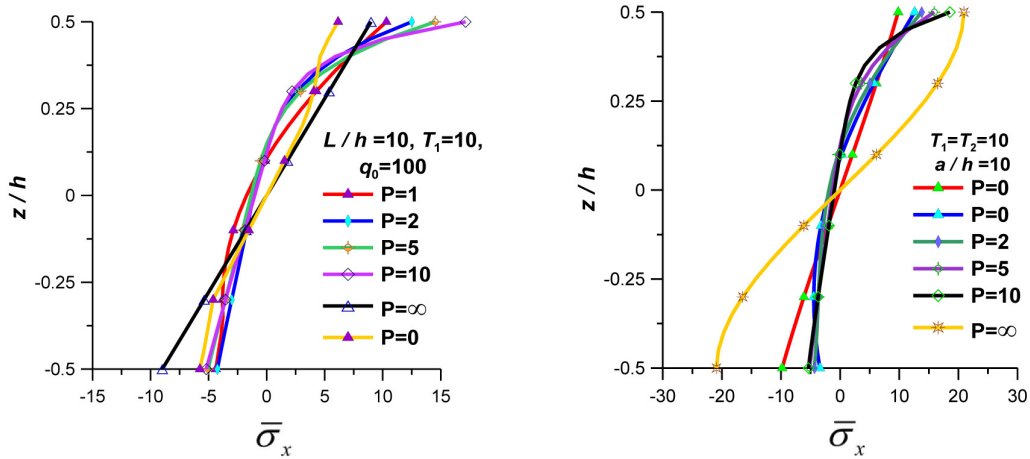 0.5
0.25
0
-0.25
-0.5
z / h
L / h =10, T₁=10,
q₀=100
P=1
P=2
P=5
P=10
P=∞
P=0
-15 -10 -5 0 5 10 15
σ̅ₓ
0.5
0.25
0
-0.25
-0.5
z / h
T₁=T₂=10
a / h =10
P=0
P=0
P=2
P=5
P=10
P=∞
-30 -20 -10 0 10 20 30
σ̅ₓ